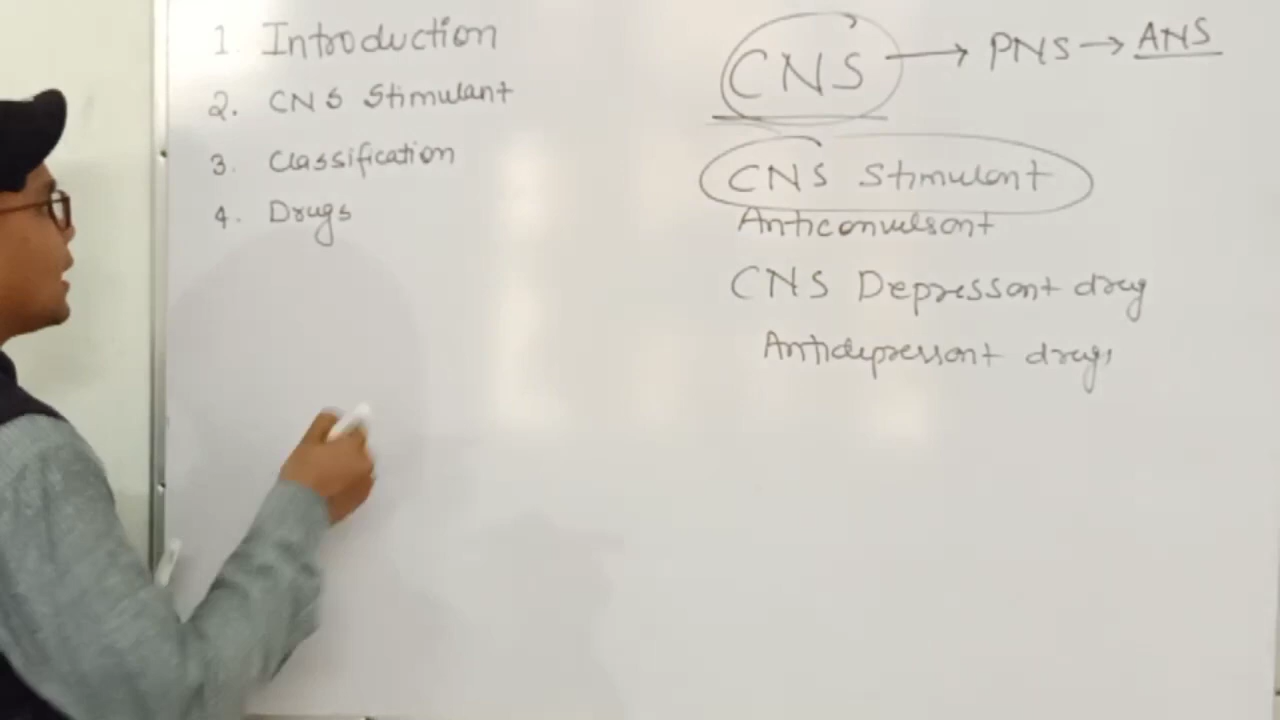 1. Introduction
2. CNS Stimulant
3. Classification
4. Drugs
CNS → PNS → ANS
CNS Stimulant
Anticonvulsant
CNS Depressant drug
Antidepressant drugs